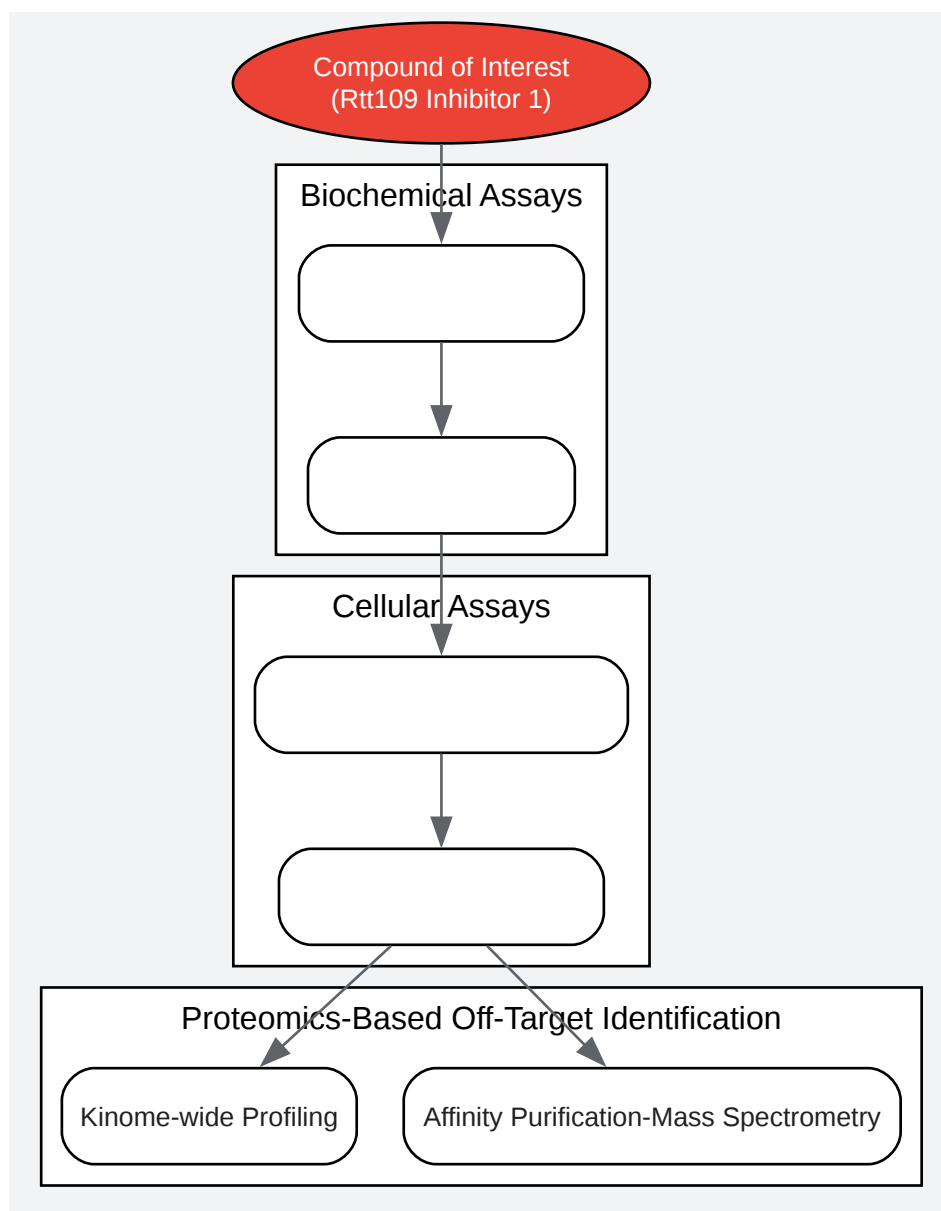 Compound of Interest
(Rtt109 Inhibitor 1)
Biochemical Assays
Cellular Assays
Proteomics-Based Off-Target Identification
Kinome-wide Profiling
Affinity Purification-Mass Spectrometry